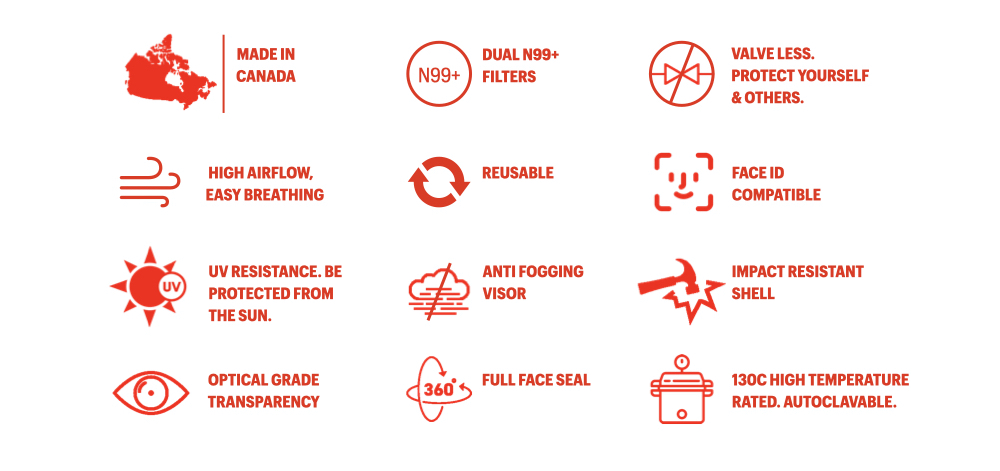 MADE IN
CANADA
N99+
DUAL N99+
FILTERS
VALVE LESS.
PROTECT YOURSELF
& OTHERS.
HIGH AIRFLOW,
EASY BREATHING
REUSABLE
FACE ID
COMPATIBLE
UV
UV RESISTANCE. BE
PROTECTED FROM
THE SUN.
ANTI FOGGING
VISOR
IMPACT RESISTANT
SHELL
OPTICAL GRADE
TRANSPARENCY
360°
FULL FACE SEAL
130C HIGH TEMPERATURE
RATED. AUTOCLAVABLE.